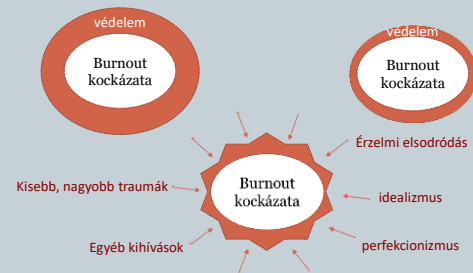 védelem
Burnout
kockázata
védelem
Burnout
kockázata
Érzelmi elsodródás
Kisebb, nagyobb traumák
Burnout
kockázata
idealizmus
Egyéb kihívások
perfekcionizmus